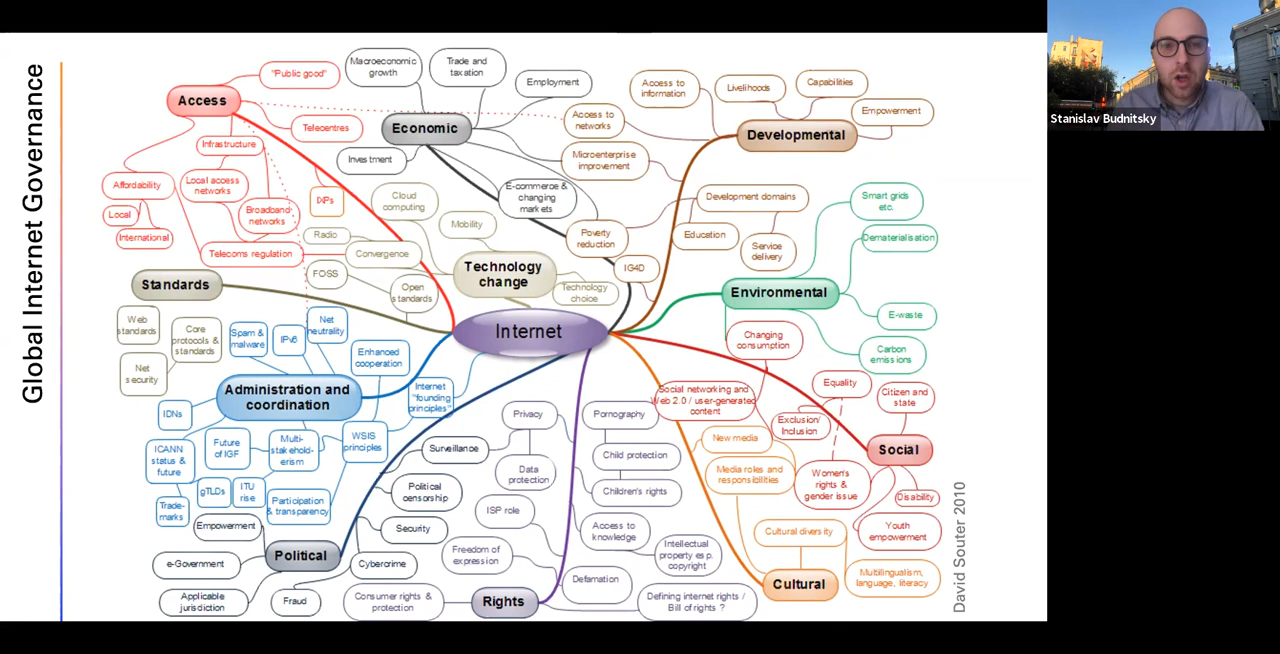 Global Internet Governance
Access
"Public good"
Telecentres
Infrastructure
Affordability
Local
International
Local access
networks
Broadband
networks
Telecoms regulation
DIPs
Economic
Macroeconomic
growth
Trade and
taxation
Employment
Investment
Access to
networks
Microenterprise
improvement
E-commerce &
changing
markets
Poverty
reduction
IG4D
Developmental
Access to
information
Livelihoods
Capabilities
Empowerment
Development domains
Education
Service
delivery
Technology
change
Cloud
computing
Mobility
Radio
Convergence
FOSS
Open
standards
Technology
choice
Standards
Web
standards
Core
protocols &
standards
Net
security
Internet
Environmental
Smart grids
etc.
Dematerialisation
E-waste
Carbon
emissions
Changing
consumption
Administration and
coordination
Spam &
malware
IPv6
Net
neutrality
Enhanced
cooperation
Internet
"founding
principles"
IDNs
ICANN
status &
future
Future
of IGF
Multi-
stakehold-
erism
WSIS
principles
gTLDs
ITU
rise
Trade-
marks
Participation
& transparency
Political
Empowerment
e-Government
Applicable
jurisdiction
Fraud
Surveillance
Political
censorship
Security
Cybercrime
Rights
Privacy
Data
protection
ISP role
Freedom of
expression
Consumer rights &
protection
Pornography
Child protection
Children's rights
Access to
knowledge
Intellectual
property esp.
copyright
Defamation
Defining internet rights /
Bill of rights ?
Social
Social networking and
Web 2.0 / user-generated
content
Equality
Exclusion/
Inclusion
Citizen and
state
Women's
rights &
gender issue
Disability
Youth
empowerment
Cultural
New media
Media roles and
responsibilities
Cultural diversity
Multilingualism,
language, literacy
David Souter 2010
Stanislav Budnitsky